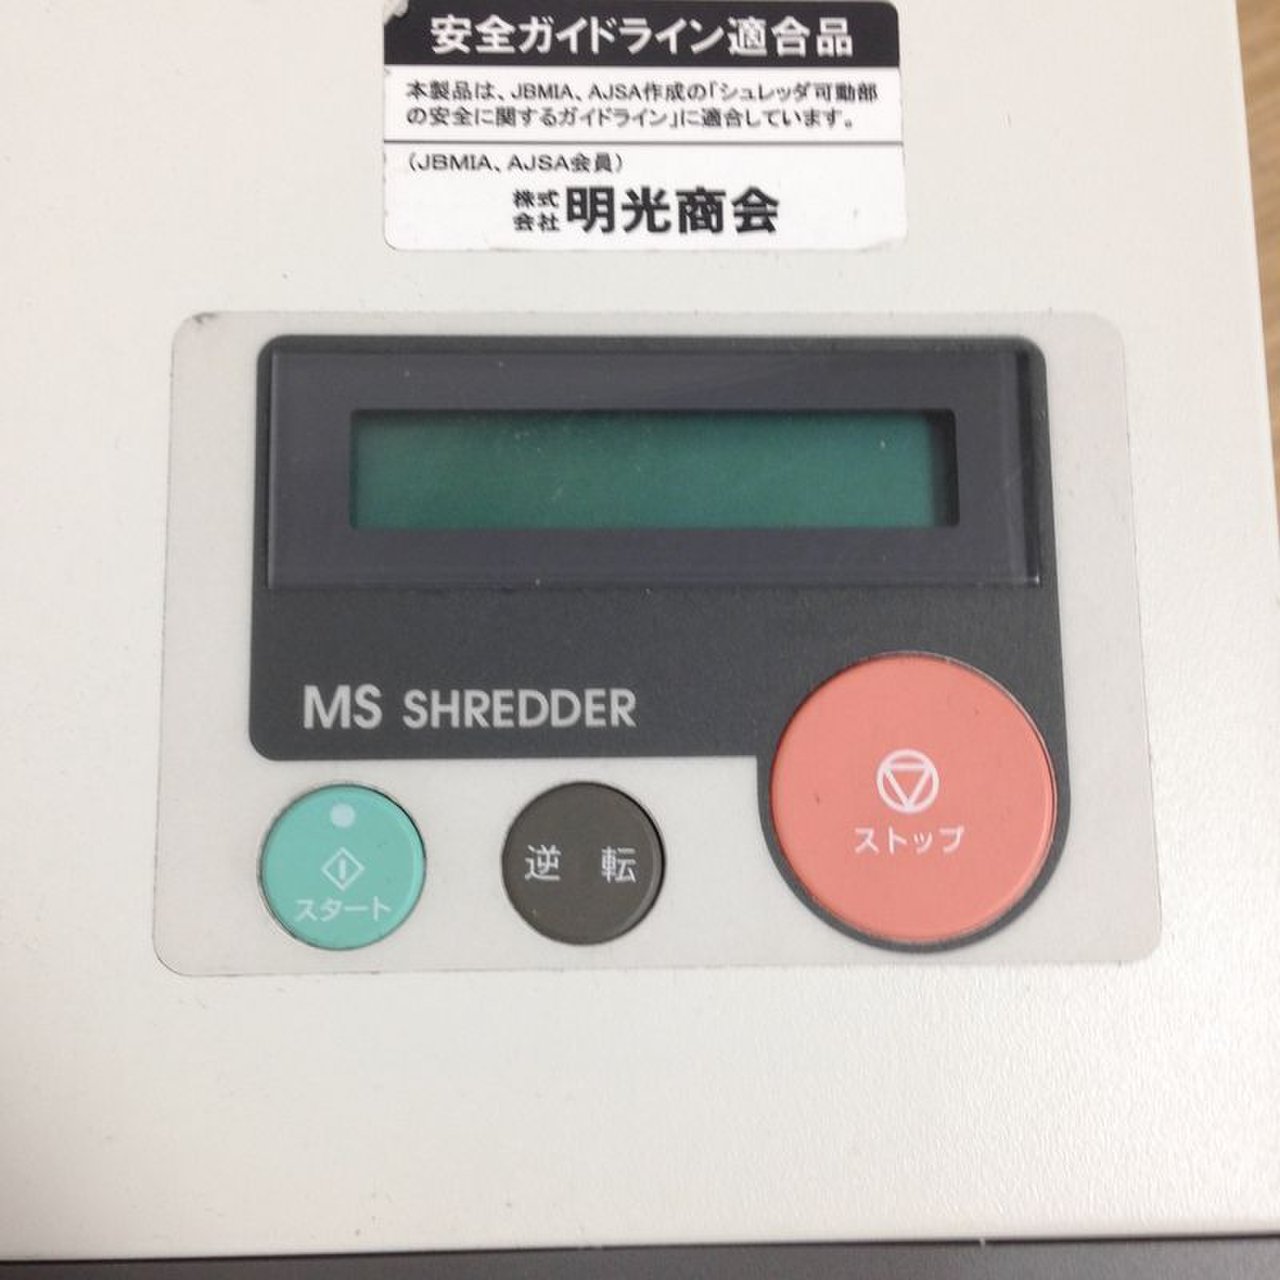 安全ガイドライン適合品
本製品は、JBMIA、AJSA作成の「シュレッダ可動部
の安全に関するガイドライン」に適合しています。
(JBMIA、AJSA会員)
株式会社 明光商会
MS SHREDDER
スタート
逆 転
ストップ